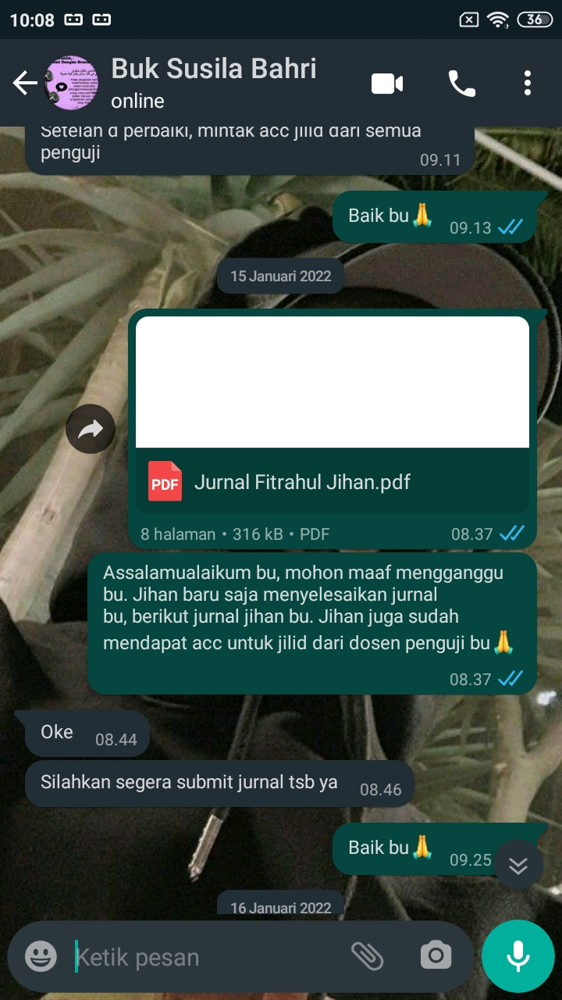 10:08
36
Buk Susila Bahri
online
Setelah d perbaiki, mintak acc jilid dari semua
penguji
09.11
Baik bu🙏 09.13
15 Januari 2022
PDF Jurnal Fitrahul Jihan.pdf
8 halaman • 316 kB • PDF 08.37
Assalamualaikum bu, mohon maaf mengganggu
bu. Jihan baru saja menyelesaikan jurnal
bu, berikut jurnal jihan bu. Jihan juga sudah
mendapat acc untuk jilid dari dosen penguji bu🙏
08.37
Oke 08.44
Silahkan segera submit jurnal tsb ya 08.46
Baik bu🙏 09.25
16 Januari 2022
Ketik pesan